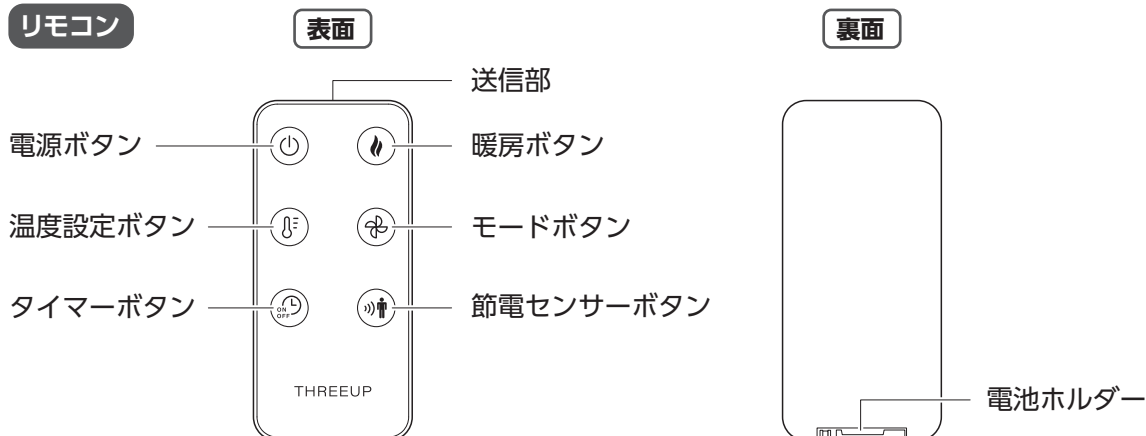 リモコン
表面
裏面
送信部
電源ボタン
暖房ボタン
温度設定ボタン
モードボタン
タイマーボタン
ON
OFF
節電センサーボタン
THREEUP
電池ホルダー